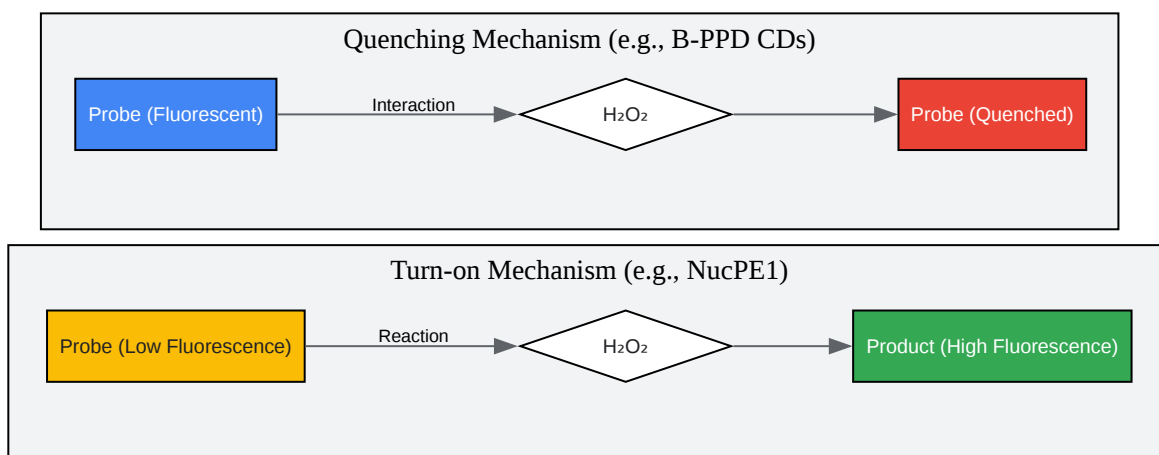 Quenching Mechanism (e.g., B-PPD CDs)
Probe (Fluorescent)
Interaction
H₂O₂
Probe (Quenched)
Turn-on Mechanism (e.g., NucPE1)
Probe (Low Fluorescence)
Reaction
H₂O₂
Product (High Fluorescence)